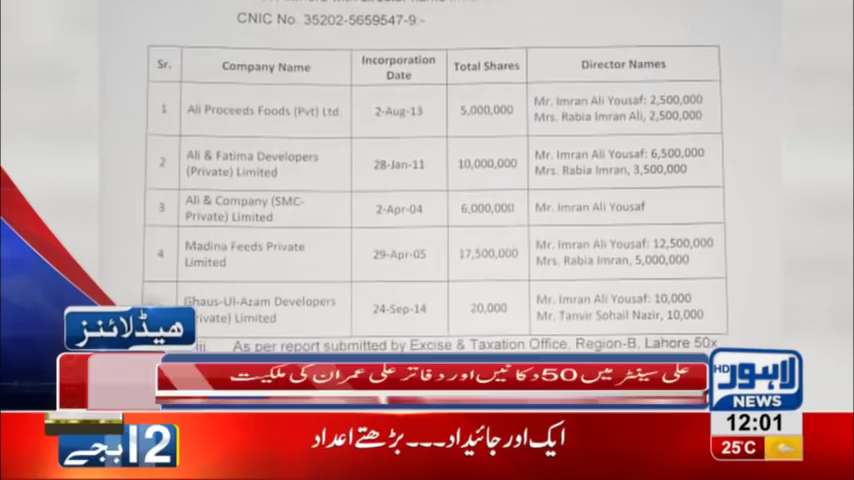 CNIC No. 35202-5659547-9:-
Sr. Company Name Incorporation Date Total Shares Director Names
1 Ali Proceeds Foods (Pvt) Ltd. 2-Aug-13 5,000,000 Mr. Imran Ali Yousaf: 2,500,000
Mrs. Rabia Imran Ali, 2,500,000
2 Ali & Fatima Developers (Private) Limited 28-Jan-11 10,000,000 Mr. Imran Ali Yousaf: 6,500,000
Mrs. Rabia Imran, 3,500,000
3 Ali & Company (SMC-Private) Limited 2-Apr-04 6,000,000 Mr. Imran Ali Yousaf
4 Madina Feeds Private Limited 29-Apr-05 17,500,000 Mr. Imran Ali Yousaf: 12,500,000
Mrs. Rabia Imran, 5,000,000
Ghaus-Ul-Azam Developers (Private) Limited 24-Sep-14 20,000 Mr. Imran Ali Yousaf: 10,000
Mr. Tanvir Sohail Nazir, 10,000
iii As per report submitted by Excise & Taxation Office, Region-B, Lahore 50x
ہیڈلائنز
علی سینٹر میں 50 دکانیں اور دفاتر علی عمران کی ملکیت
لاہور HD
NEWS
12:01
25°C
12 بجے
ایک اور جائیداد۔۔۔بڑھتے اعداد